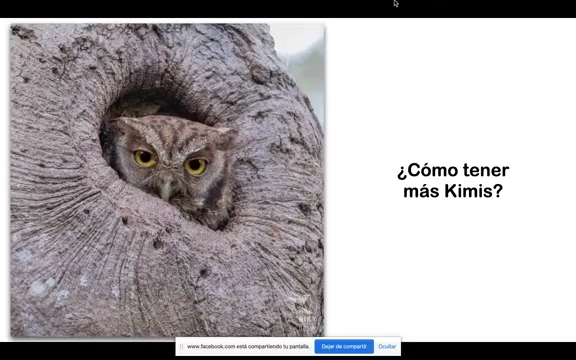 ¿Cómo tener
más Kimis?
www.facebook.com está compartiendo tu pantalla.
Dejar de compartir
Ocultar